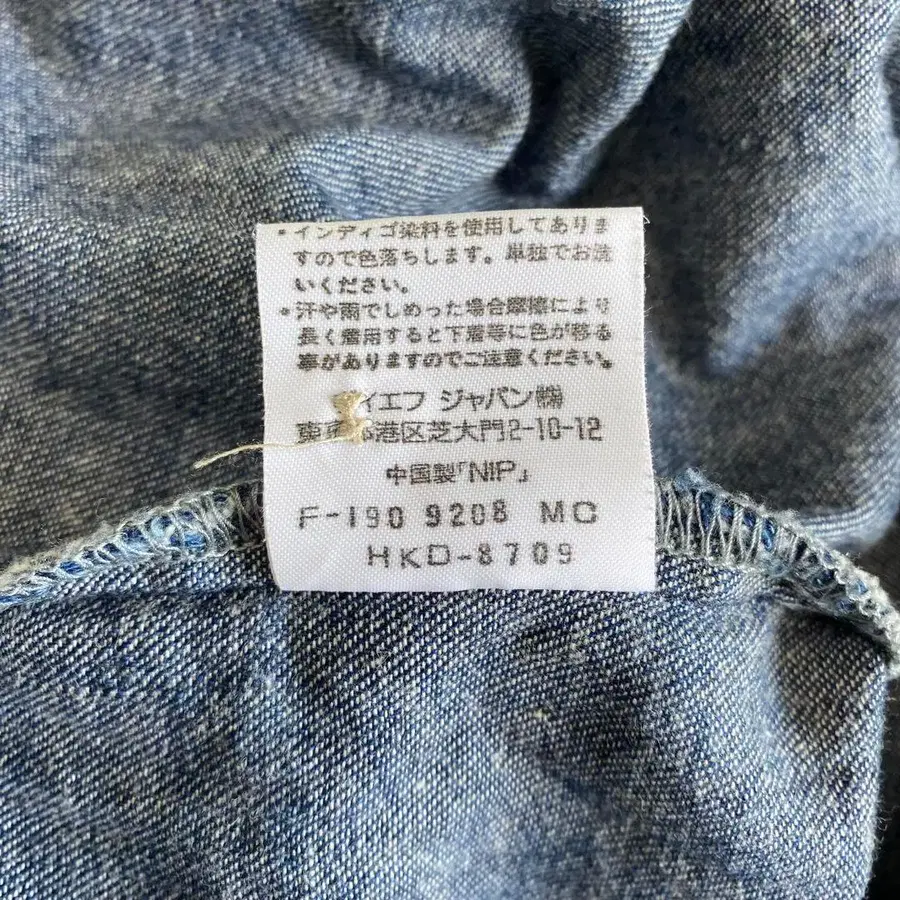 ・インディゴ染料を使用してありま
すので色落ちします。単独でお洗
いください。
・汗や雨でしめった場合摩擦により
長く着用すると下着等に色が移る
事がありますのでご注意ください。
イエフ ジャパン㈱
東 港区芝大門2-10-12
中国製「NIP」
F-190 9208 MC
HKD-8709